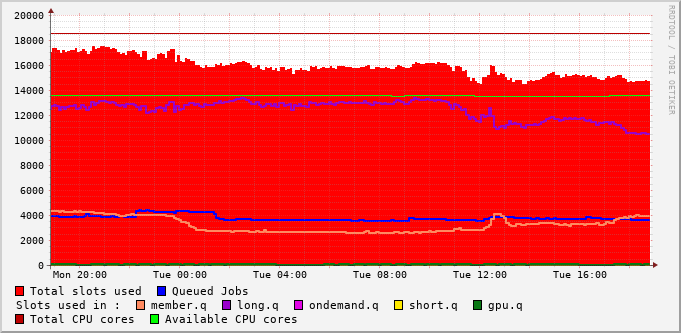 RRDTOOL / TOBI OETIKER
20000
18000
16000
14000
12000
10000
8000
6000
4000
2000
0
Mon 20:00 Tue 00:00 Tue 04:00 Tue 08:00 Tue 12:00 Tue 16:00
Total slots used Queued Jobs
Slots used in : member.q long.q ondemand.q short.q gpu.q
Total CPU cores Available CPU cores